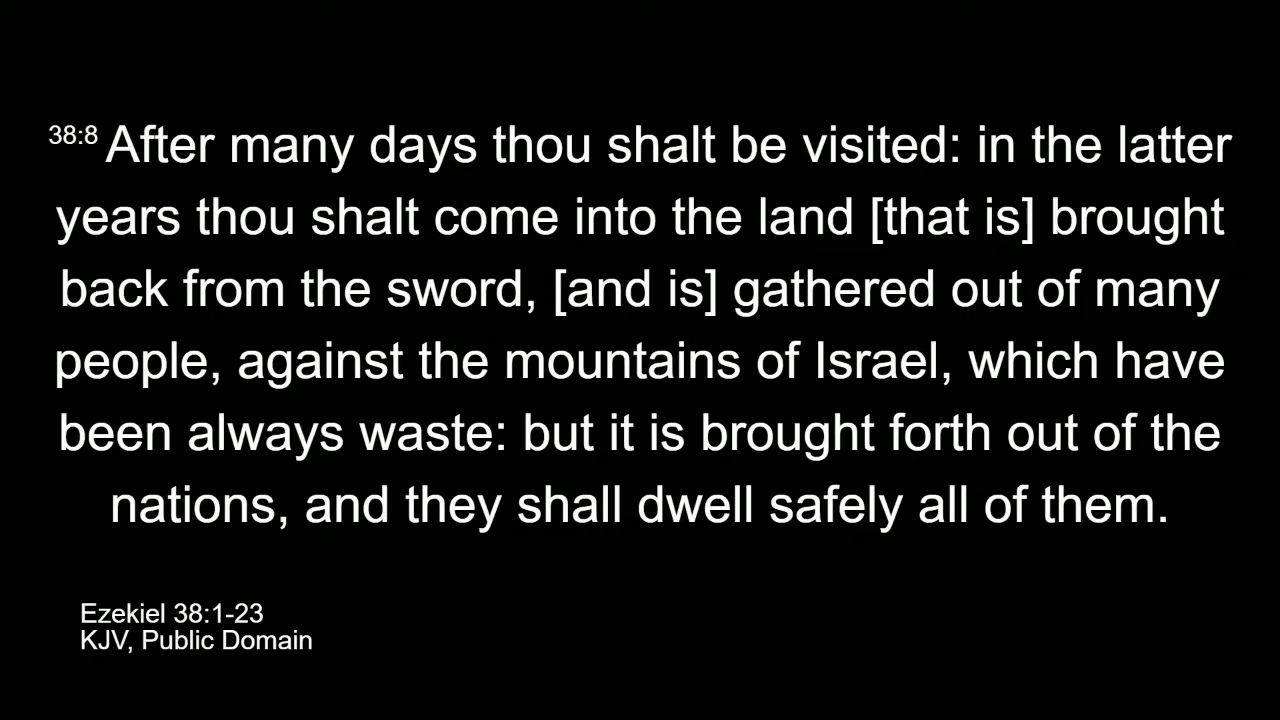 38:8 After many days thou shalt be visited: in the latter
years thou shalt come into the land [that is] brought
back from the sword, [and is] gathered out of many
people, against the mountains of Israel, which have
been always waste: but it is brought forth out of the
nations, and they shall dwell safely all of them.
Ezekiel 38:1-23
KJV, Public Domain